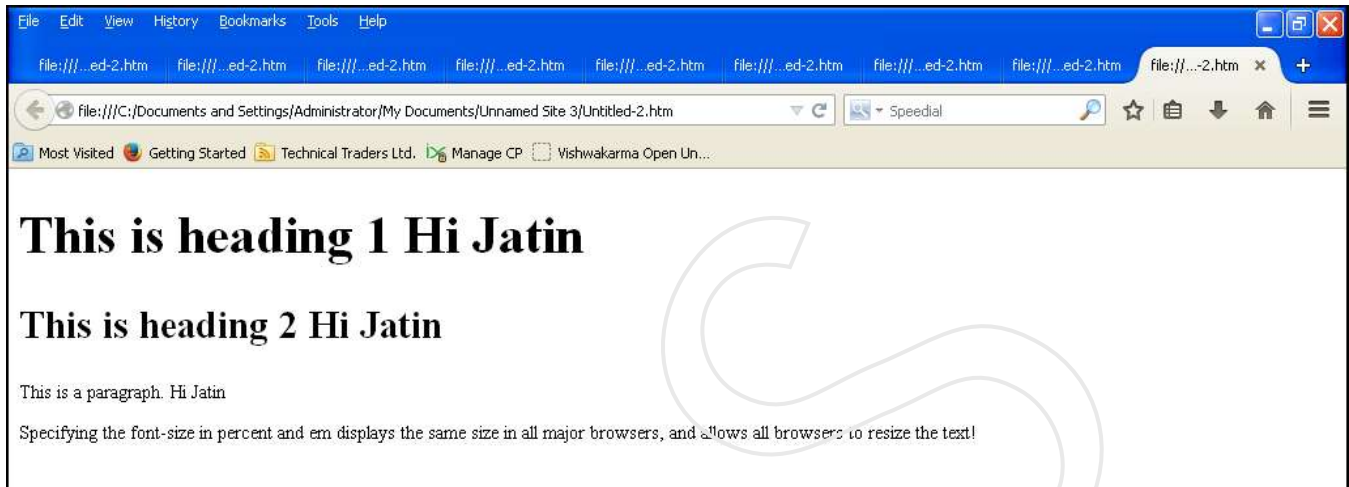 File Edit View History Bookmarks Tools Help
file:///...ed-2.htm file:///...ed-2.htm file:///...ed-2.htm file:///...ed-2.htm file:///...ed-2.htm file:///...ed-2.htm file:///...ed-2.htm file:///...ed-2.htm file://...-2.htm
file:///C:/Documents and Settings/Administrator/My Documents/Unnamed Site 3/Untitled-2.htm Speedial
Most Visited Getting Started Technical Traders Ltd. Manage CP Vishwakarma Open Un...
This is heading 1 Hi Jatin
This is heading 2 Hi Jatin
This is a paragraph. Hi Jatin
Specifying the font-size in percent and em displays the same size in all major browsers, and allows all browsers to resize the text!